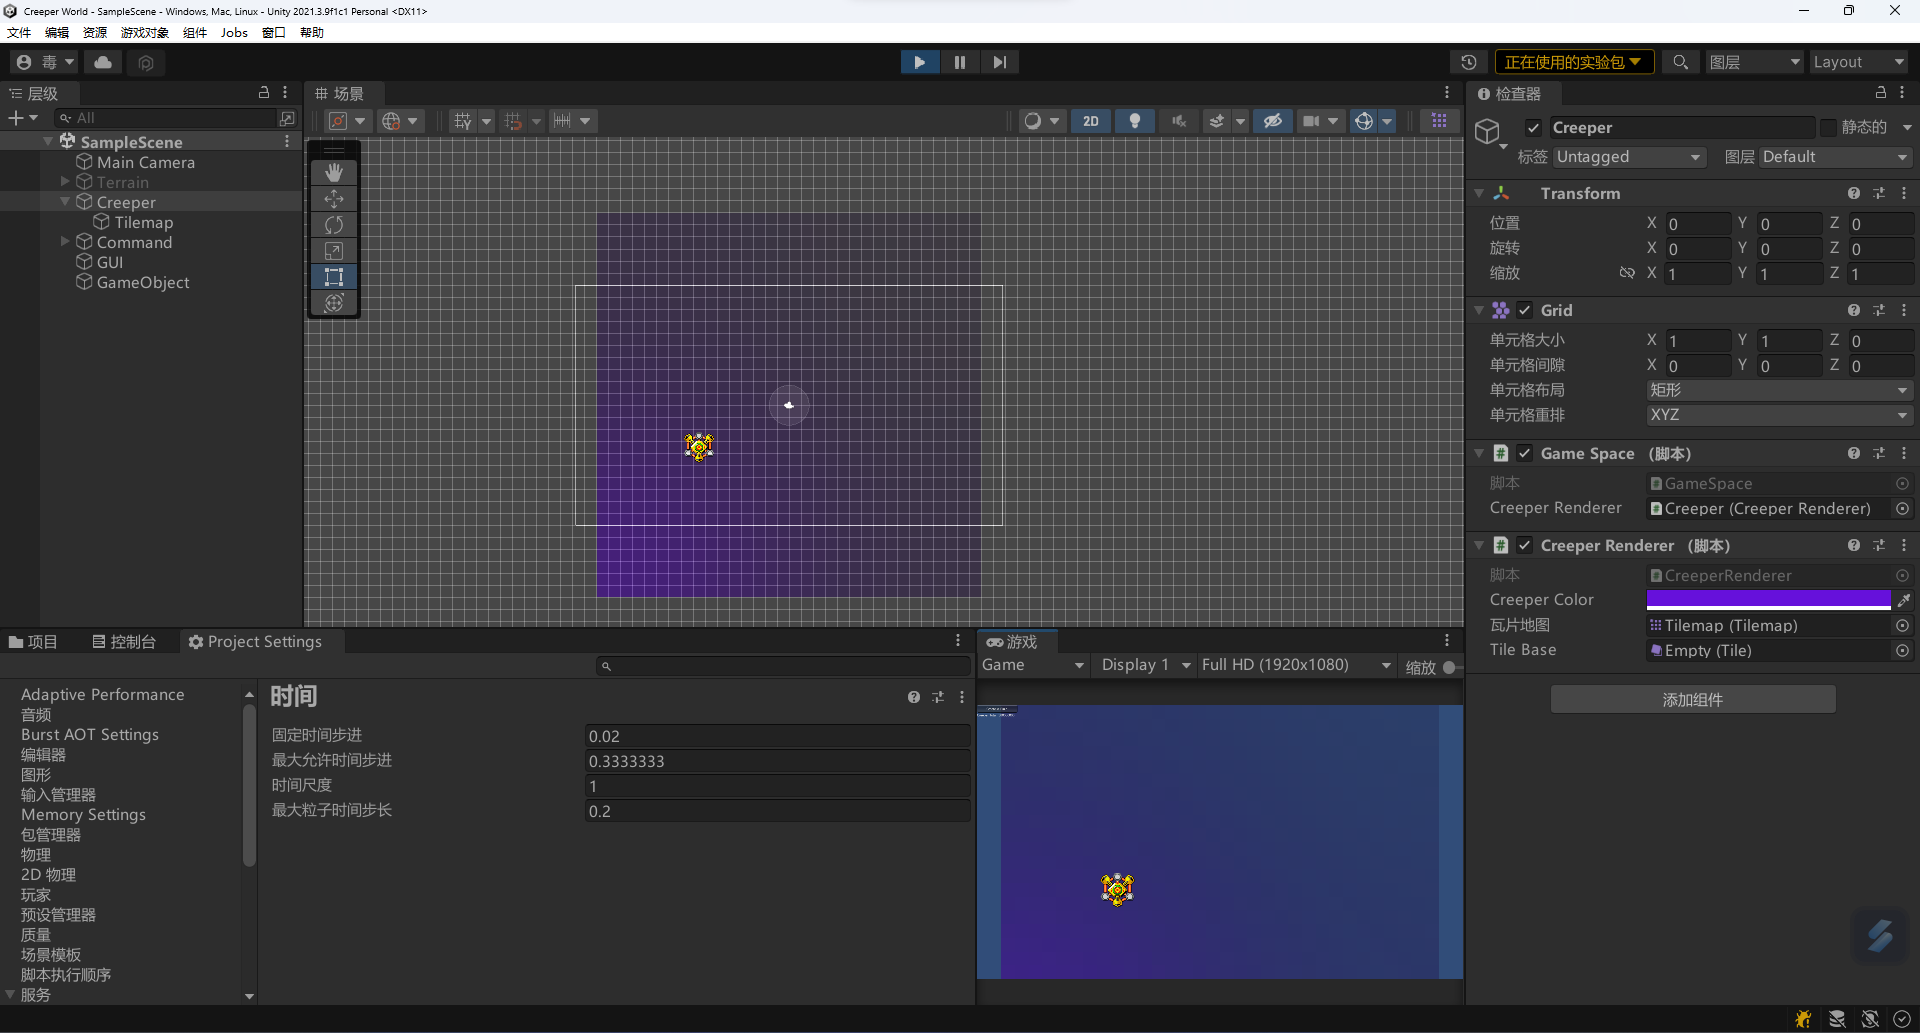 Creeper World - SampleScene - Windows, Mac, Linux - Unity 2021.3.9f1c1 Personal <DX11>
文件 编辑 资源 游戏对象 组件 Jobs 窗口 帮助
毒
正在使用的实验包
图层
Layout
层级
All
SampleScene
Main Camera
Terrain
Creeper
Tilemap
Command
GUI
GameObject
场景
2D
检查器
Creeper
静态的
标签 Untagged
图层 Default
Transform
位置 X 0 Y 0 Z 0
旋转 X 0 Y 0 Z 0
缩放 X 1 Y 1 Z 1
Grid
单元格大小 X 1 Y 1 Z 0
单元格间隙 X 0 Y 0 Z 0
单元格布局 矩形
单元格重排 XYZ
Game Space （脚本）
脚本 GameSpace
Creeper Renderer Creeper (Creeper Renderer)
Creeper Renderer （脚本）
脚本 CreeperRenderer
Creeper Color
瓦片地图 Tilemap (Tilemap)
Tile Base Empty (Tile)
添加组件
项目 控制台 Project Settings
Adaptive Performance
音频
Burst AOT Settings
编辑器
图形
输入管理器
Memory Settings
包管理器
物理
2D 物理
玩家
预设管理器
质量
场景模板
脚本执行顺序
服务
时间
固定时间步进 0.02
最大允许时间步进 0.3333333
时间尺度 1
最大粒子时间步长 0.2
游戏
Game Display 1 Full HD (1920x1080) 缩放